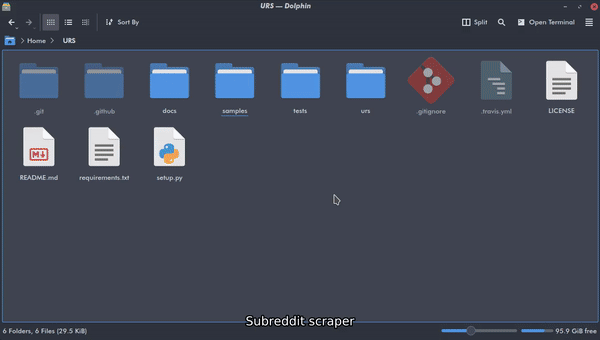 URS — Dolphin
Sort By
Split
Open Terminal
Home
URS
.git
.github
docs
samples
tests
urs
.gitignore
.travis.yml
LICENSE
README.md
requirements.txt
setup.py
Subreddit scraper
6 Folders, 6 Files (29.5 KiB)
95.9 GiB free